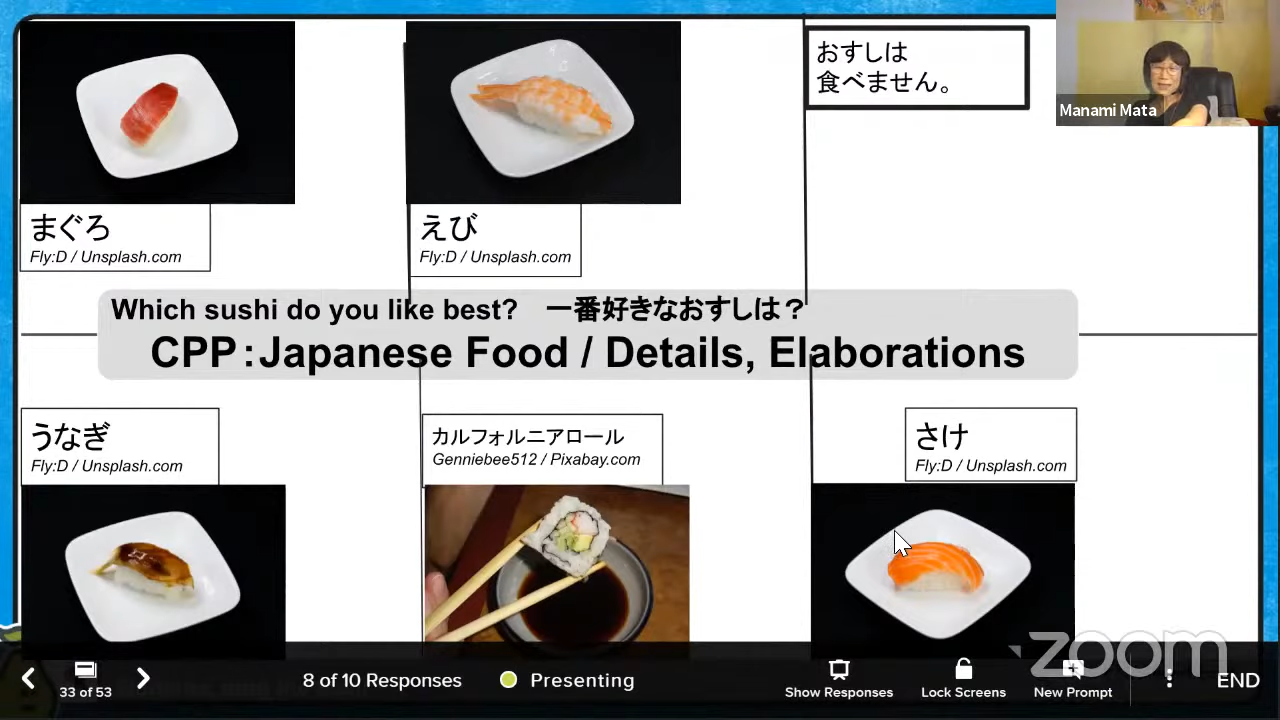 おすしは
食べません。
Manami Mata
まぐろ
Fly:D / Unsplash.com
えび
Fly:D / Unsplash.com
Which sushi do you like best? 一番好きなおすしは？
CPP:Japanese Food / Details, Elaborations
うなぎ
Fly:D / Unsplash.com
カルフォルニアロール
Genniebee512 / Pixabay.com
さけ
Fly:D / Unsplash.com
zoom
33 of 53
8 of 10 Responses
Presenting
Show Responses
Lock Screens
New Prompt
END